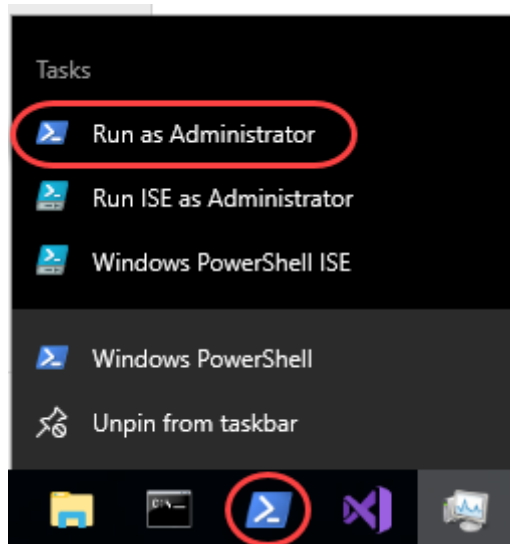 Tasks
Run as Administrator
Run ISE as Administrator
Windows PowerShell ISE
Windows PowerShell
Unpin from taskbar